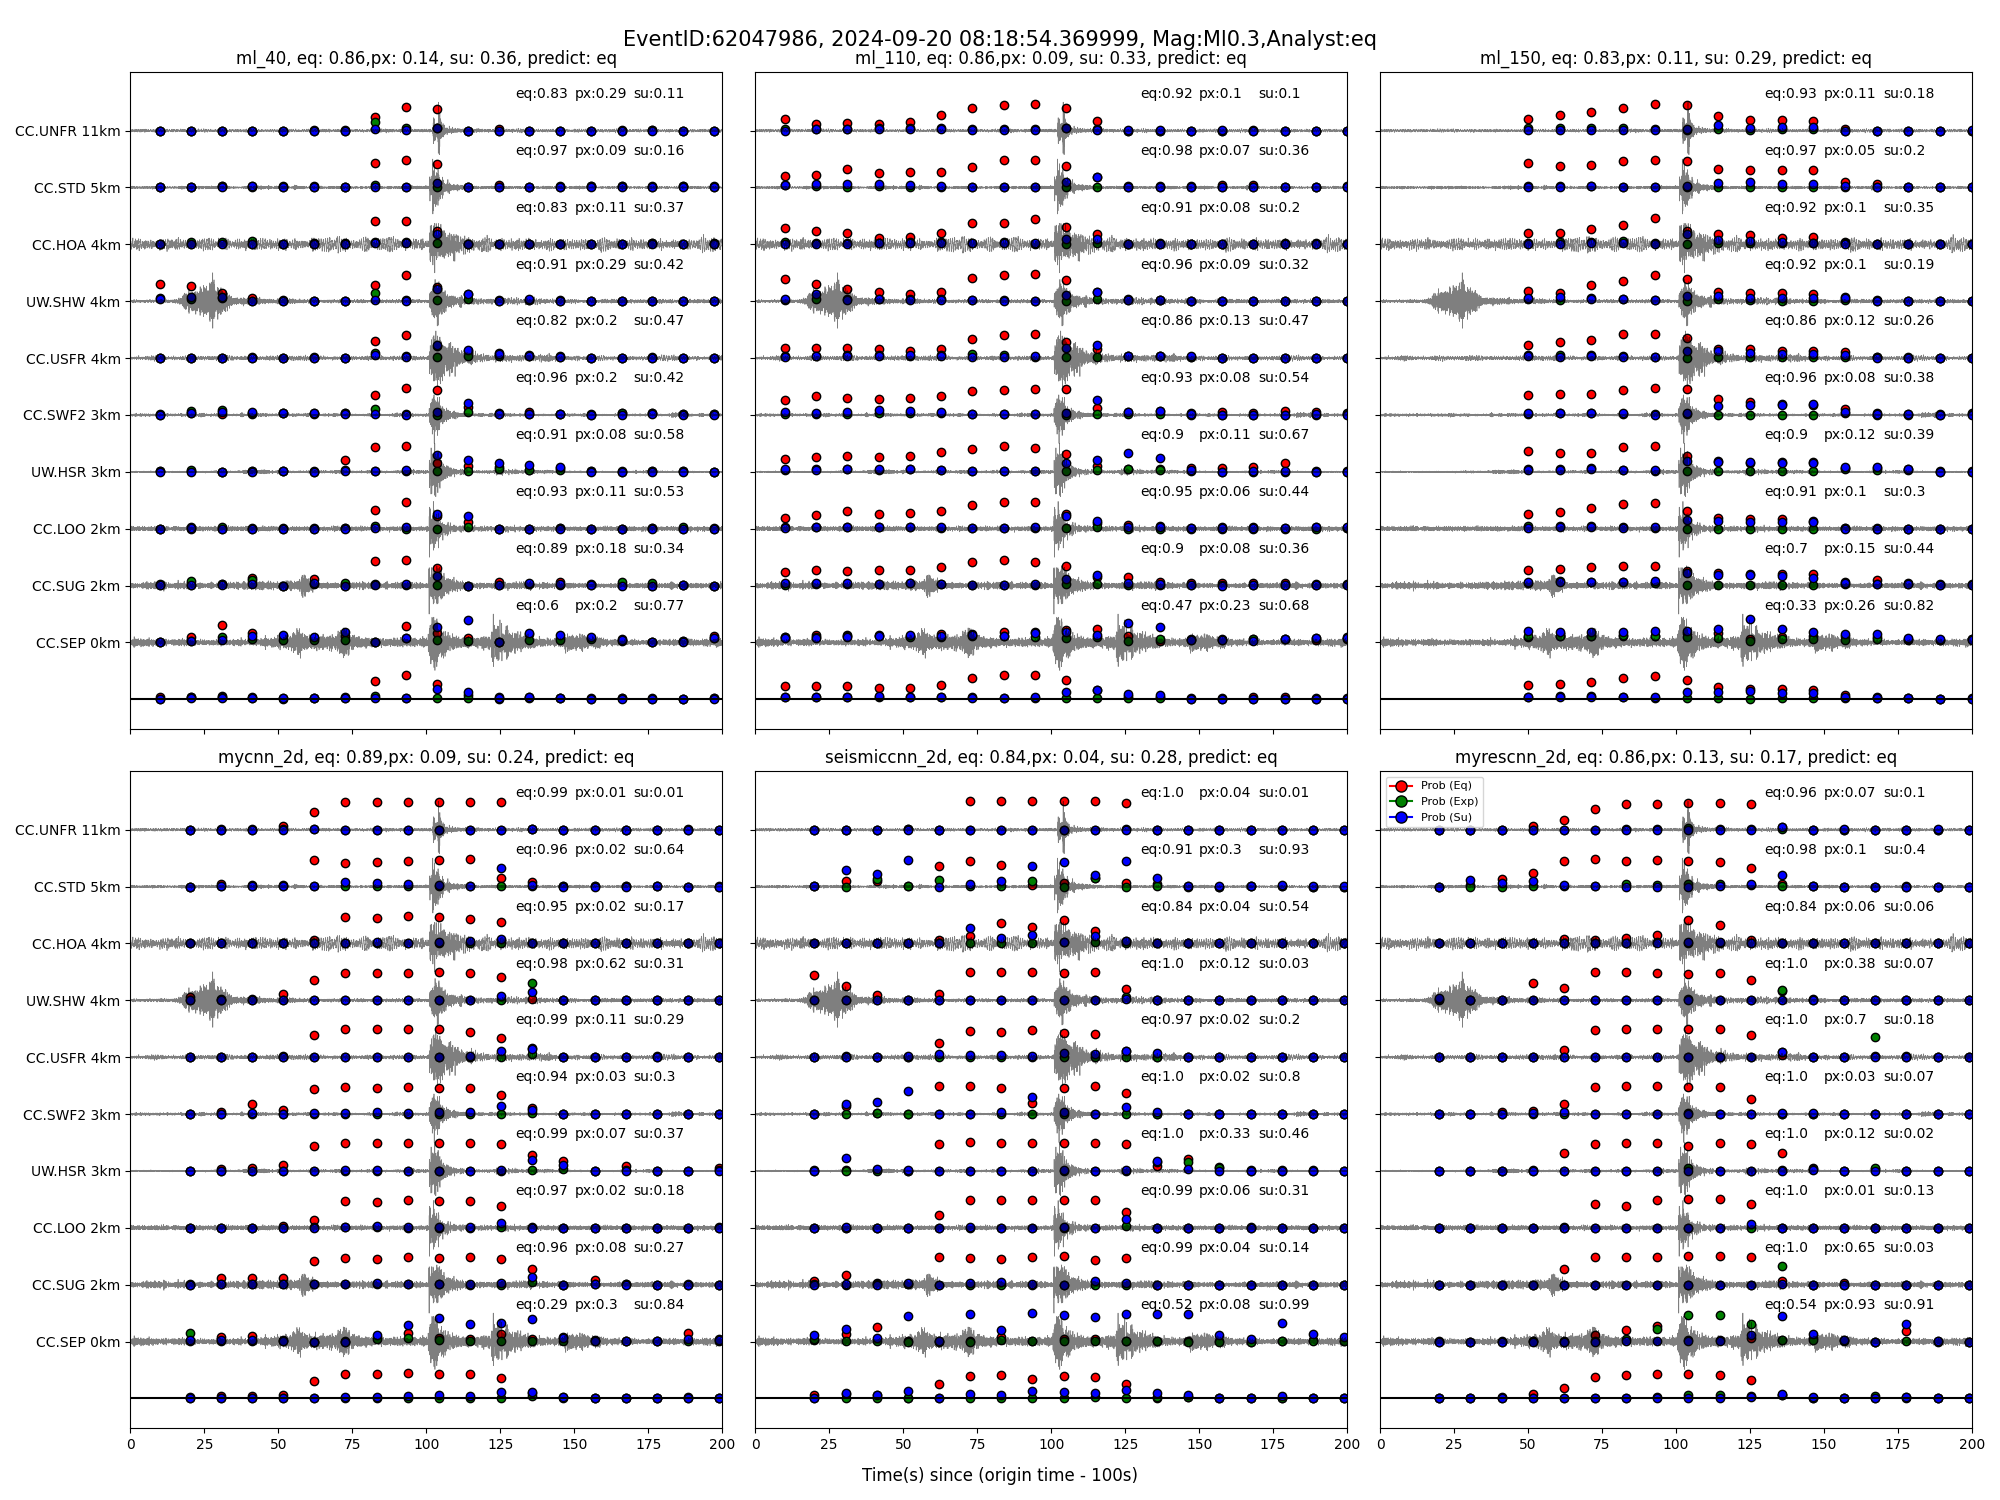 EventID:62047986, 2024-09-20 08:18:54.369999, Mag:Ml0.3,Analyst:eq
ml_40, eq: 0.86,px: 0.14, su: 0.36, predict: eq
CC.UNFR 11km
eq:0.83 px:0.29 su:0.11
CC.STD 5km
eq:0.97 px:0.09 su:0.16
CC.HOA 4km
eq:0.83 px:0.11 su:0.37
UW.SHW 4km
eq:0.91 px:0.29 su:0.42
CC.USFR 4km
eq:0.82 px:0.2 su:0.47
CC.SWF2 3km
eq:0.96 px:0.2 su:0.42
UW.HSR 3km
eq:0.91 px:0.08 su:0.58
CC.LOO 2km
eq:0.93 px:0.11 su:0.53
CC.SUG 2km
eq:0.89 px:0.18 su:0.34
CC.SEP 0km
eq:0.6 px:0.2 su:0.77
ml_110, eq: 0.86,px: 0.09, su: 0.33, predict: eq
eq:0.92 px:0.1 su:0.1
eq:0.98 px:0.07 su:0.36
eq:0.91 px:0.08 su:0.2
eq:0.96 px:0.09 su:0.32
eq:0.86 px:0.13 su:0.47
eq:0.93 px:0.08 su:0.54
eq:0.9 px:0.11 su:0.67
eq:0.95 px:0.06 su:0.44
eq:0.9 px:0.08 su:0.36
eq:0.47 px:0.23 su:0.68
ml_150, eq: 0.83,px: 0.11, su: 0.29, predict: eq
eq:0.93 px:0.11 su:0.18
eq:0.97 px:0.05 su:0.2
eq:0.92 px:0.1 su:0.35
eq:0.92 px:0.1 su:0.19
eq:0.86 px:0.12 su:0.26
eq:0.96 px:0.08 su:0.38
eq:0.9 px:0.12 su:0.39
eq:0.91 px:0.1 su:0.3
eq:0.7 px:0.15 su:0.44
eq:0.33 px:0.26 su:0.82
mycnn_2d, eq: 0.89,px: 0.09, su: 0.24, predict: eq
CC.UNFR 11km
eq:0.99 px:0.01 su:0.01
CC.STD 5km
eq:0.96 px:0.02 su:0.64
CC.HOA 4km
eq:0.95 px:0.02 su:0.17
UW.SHW 4km
eq:0.98 px:0.62 su:0.31
CC.USFR 4km
eq:0.99 px:0.11 su:0.29
CC.SWF2 3km
eq:0.94 px:0.03 su:0.3
UW.HSR 3km
eq:0.99 px:0.07 su:0.37
CC.LOO 2km
eq:0.97 px:0.02 su:0.18
CC.SUG 2km
eq:0.96 px:0.08 su:0.27
CC.SEP 0km
eq:0.29 px:0.3 su:0.84
0 25 50 75 100 125 150 175 200
seismiccnn_2d, eq: 0.84,px: 0.04, su: 0.28, predict: eq
eq:1.0 px:0.04 su:0.01
eq:0.91 px:0.3 su:0.93
eq:0.84 px:0.04 su:0.54
eq:1.0 px:0.12 su:0.03
eq:0.97 px:0.02 su:0.2
eq:1.0 px:0.02 su:0.8
eq:1.0 px:0.33 su:0.46
eq:0.99 px:0.06 su:0.31
eq:0.99 px:0.04 su:0.14
eq:0.52 px:0.08 su:0.99
0 25 50 75 100 125 150 175 200
myrescnn_2d, eq: 0.86,px: 0.13, su: 0.17, predict: eq
Prob (Eq)
Prob (Exp)
Prob (Su)
eq:0.96 px:0.07 su:0.1
eq:0.98 px:0.1 su:0.4
eq:0.84 px:0.06 su:0.06
eq:1.0 px:0.38 su:0.07
eq:1.0 px:0.7 su:0.18
eq:1.0 px:0.03 su:0.07
eq:1.0 px:0.12 su:0.02
eq:1.0 px:0.01 su:0.13
eq:1.0 px:0.65 su:0.03
eq:0.54 px:0.93 su:0.91
0 25 50 75 100 125 150 175 200
Time(s) since (origin time - 100s)